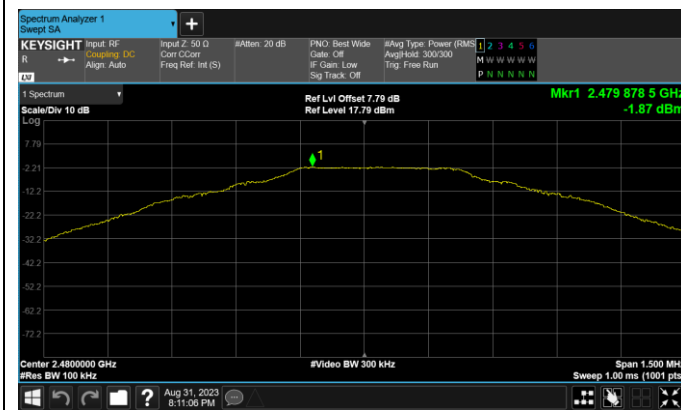 Spectrum Analyzer 1
Swept SA
+
KEYSIGHT
R
LXI
Input: RF
Coupling: DC
Align: Auto
Input Z: 50 Ω
Corr CCorr
Freq Ref: Int (S)
#Atten: 20 dB
PNO: Best Wide
Gate: Off
IF Gain: Low
Sig Track: Off
#Avg Type: Power (RMS
Avg|Hold: 300/300
Trig: Free Run
1 2 3 4 5 6
M W W W W W
P N N N N N
1 Spectrum
Scale/Div 10 dB
Log
Ref Lvl Offset 7.79 dB
Ref Level 17.79 dBm
Mkr1 2.479 878 5 GHz
-1.87 dBm
1
7.79
-2.21
-12.2
-22.2
-32.2
-42.2
-52.2
-62.2
-72.2
Center 2.4800000 GHz
#Res BW 100 kHz
#Video BW 300 kHz
Span 1.500 MHz
Sweep 1.00 ms (1001 pts)
?
Aug 31, 2023
8:11:06 PM